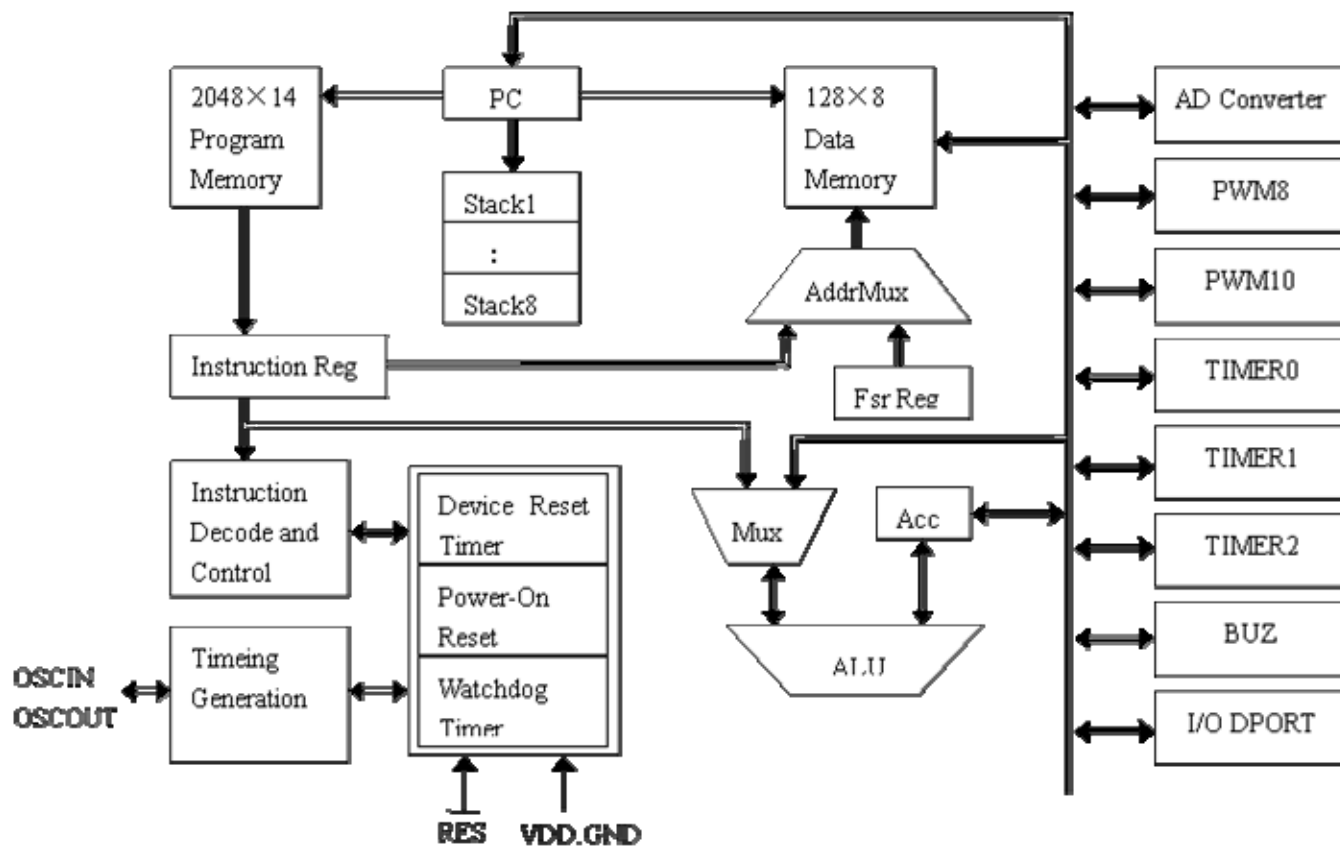 2048×14
Program
Memory
PC
128×8
Data
Memory
AD Converter
Stack1
:
Stack8
PWM8
AddrMux
PWM10
Instruction Reg
Fsr Reg
TIMER0
Instruction
Decode and
Control
Device Reset
Timer
Power-On
Reset
Watchdog
Timer
Mux
Acc
TIMER1
TIMER2
ALU
BUZ
I/O DPORT
Timeing
Generation
OSCIN
OSCOUT
RES
VDD.GND